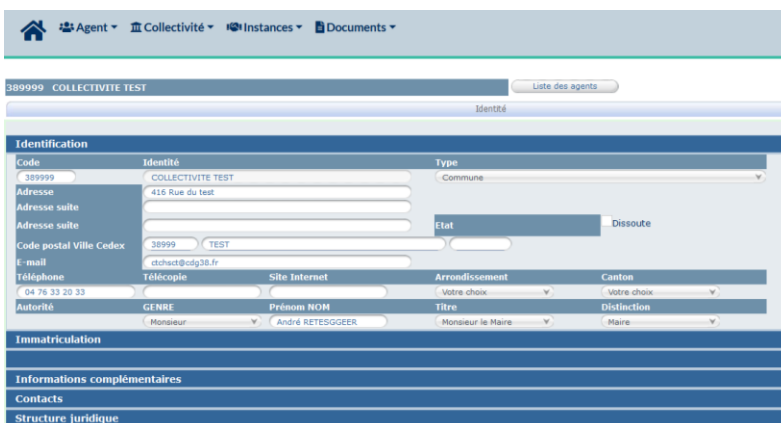 Agent Collectivité Instances Documents
389999 COLLECTIVITE TEST Liste des agents
Identité
Identification
Code Identité Type
389999 COLLECTIVITE TEST Commune
Adresse 416 Rue du test
Adresse suite
Adresse suite Etat Dissoute
Code postal Ville Cedex 38999 TEST
E-mail ctchsct@cdg38.fr
Téléphone Télécopie Site Internet Arrondissement Canton
04 76 33 20 33 Votre choix Votre choix
Autorité GENRE Prénom NOM Titre Distinction
Monsieur André RETESGGEER Monsieur le Maire Maire
Immatriculation
Informations complémentaires
Contacts
Structure juridique